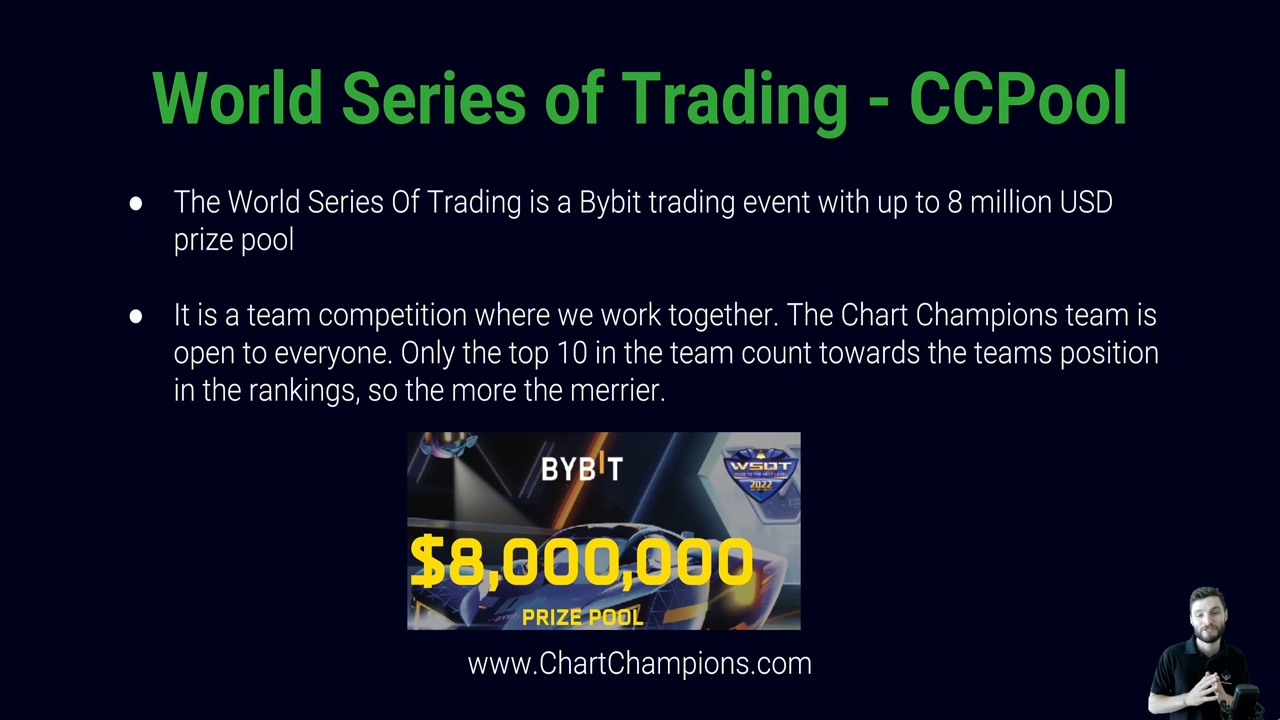 World Series of Trading - CCPool
● The World Series Of Trading is a Bybit trading event with up to 8 million USD
prize pool
● It is a team competition where we work together. The Chart Champions team is
open to everyone. Only the top 10 in the team count towards the teams position
in the rankings, so the more the merrier.
BYBIT
WSOT
2022
$8,000,000
PRIZE POOL
www.ChartChampions.com